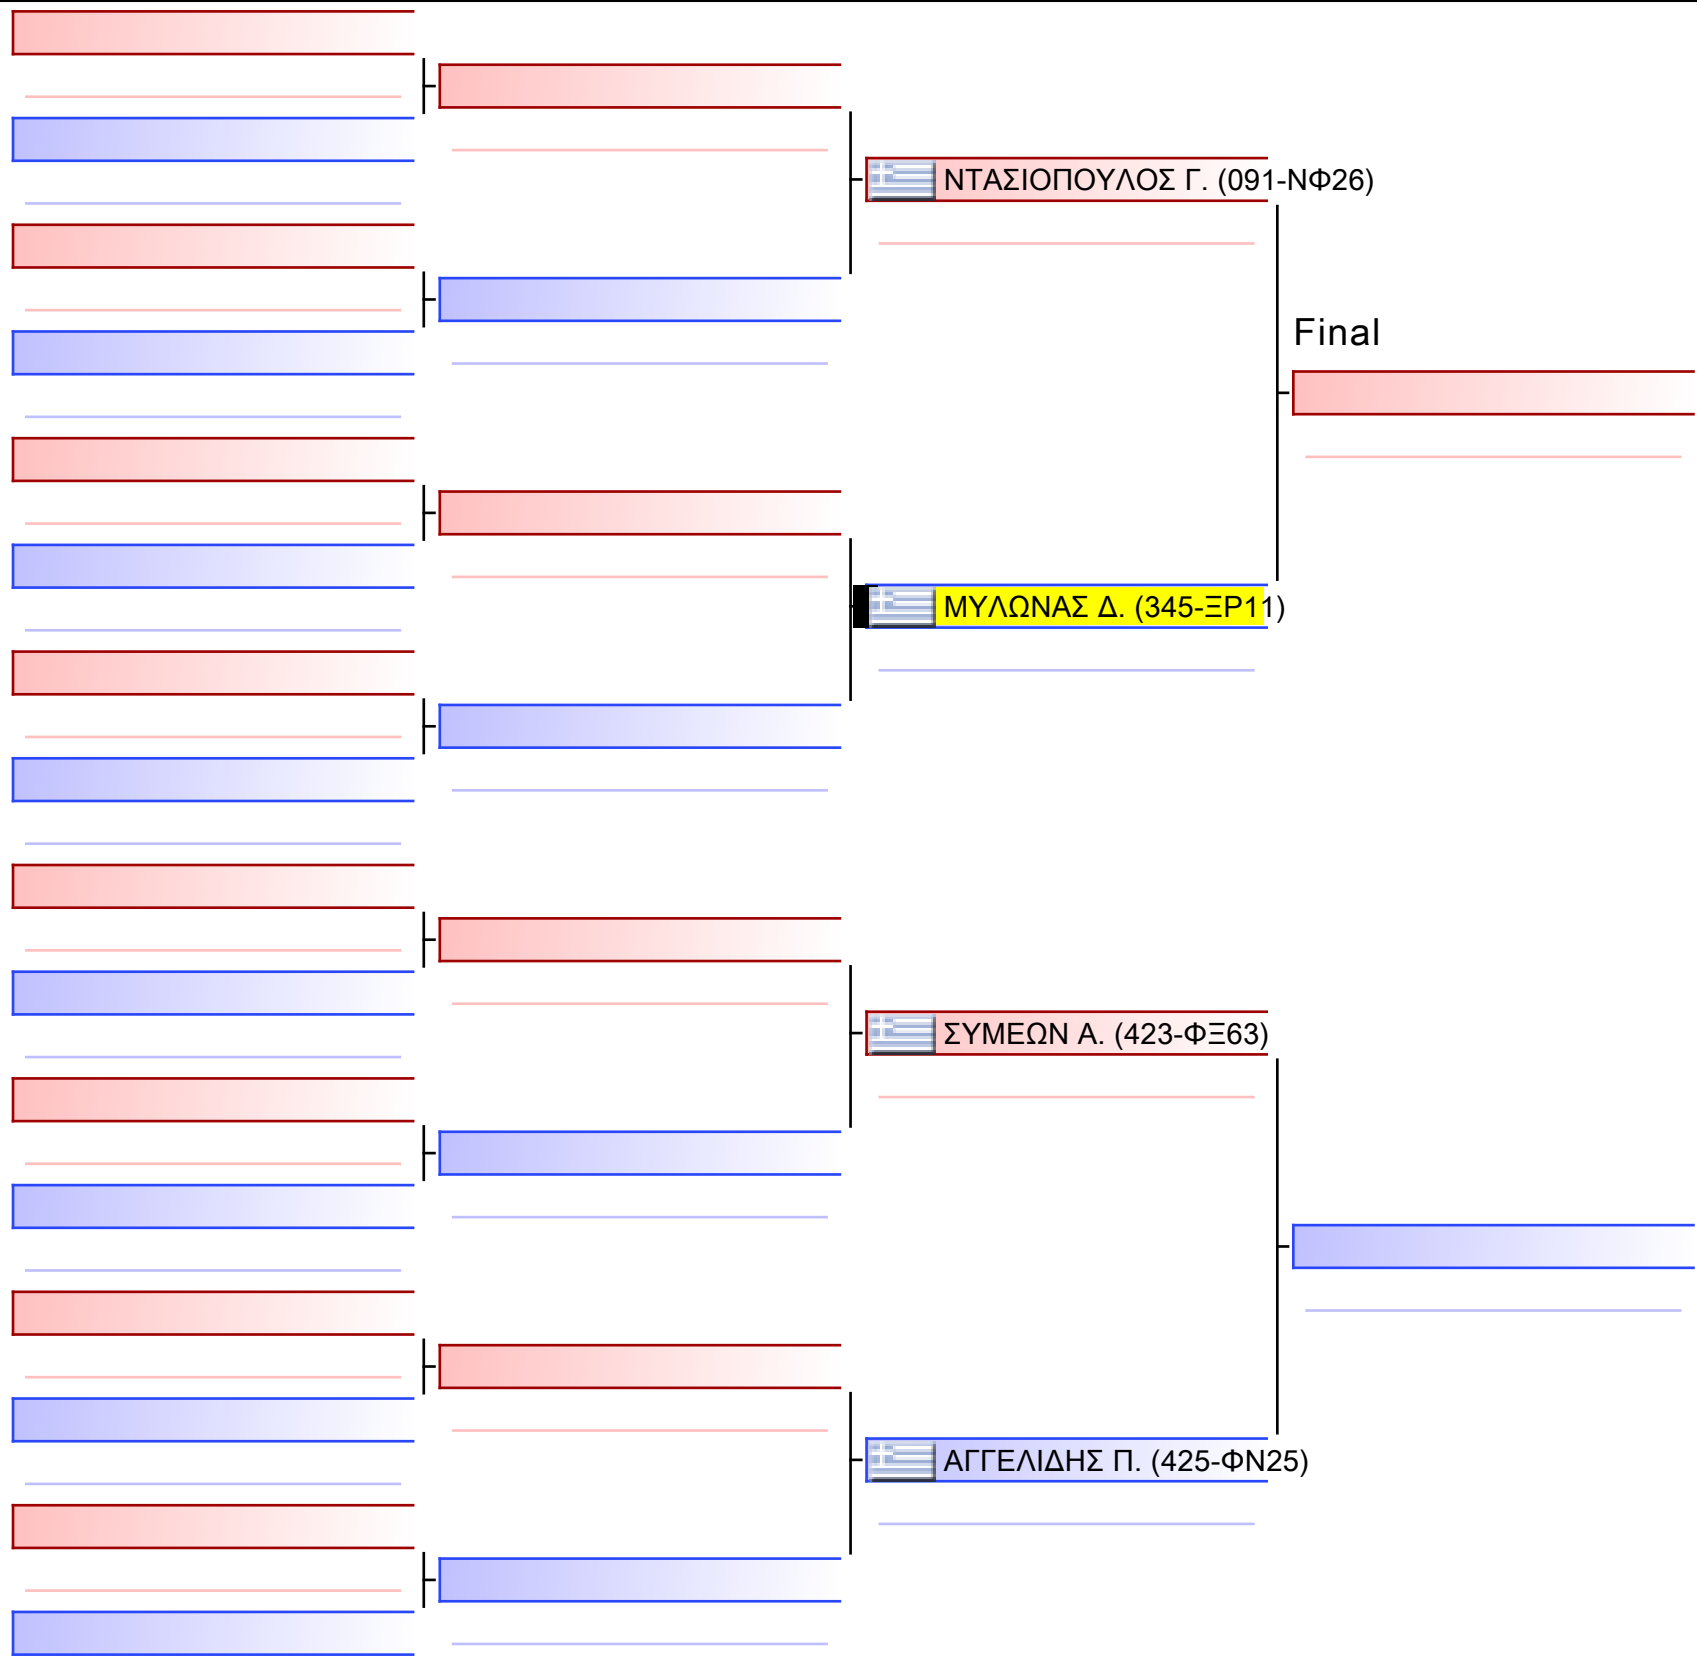 ΝΤΑΣΙΟΠΟΥΛΟΣ Γ. (091-ΝΦ26)
Final
ΜΥΛΩΝΑΣ Δ. (345-ΞΡ11)
ΣΥΜΕΩΝ Α. (423-ΦΞ63)
ΑΓΓΕΛΙΔΗΣ Π. (425-ΦΝ25)